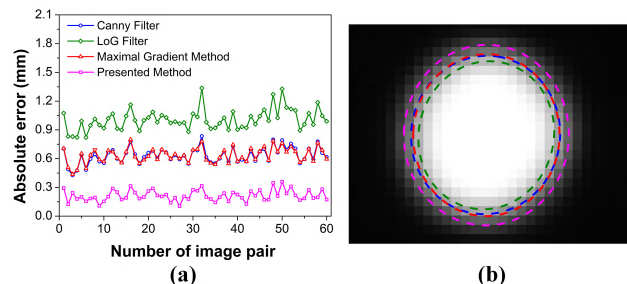 2.1
1.8
1.5
1.2
0.9
0.6
0.3
0.0
Absolute error (mm)
Canny Filter
LoG Filter
Maximal Gradient Method
Presented Method
0 10 20 30 40 50 60
Number of image pair
(a)
(b)